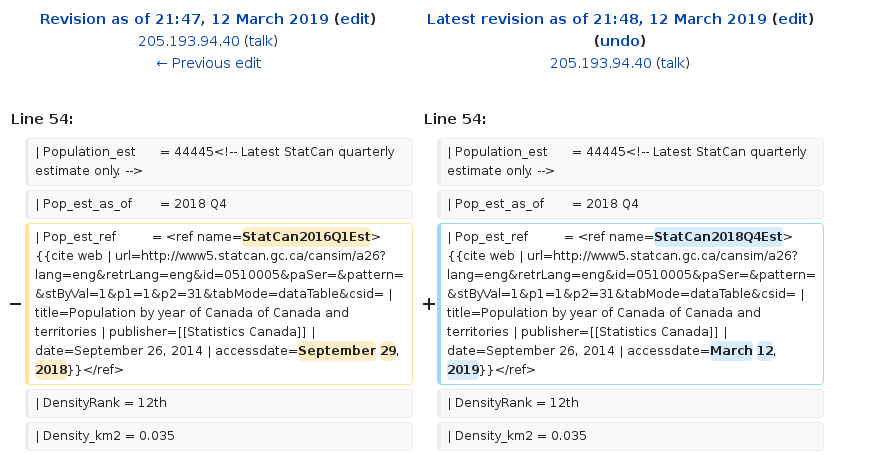 Revision as of 21:47, 12 March 2019 (edit)
205.193.94.40 (talk)
← Previous edit
Latest revision as of 21:48, 12 March 2019 (edit)
(undo)
205.193.94.40 (talk)
Line 54:
Line 54:
| Population_est      = 44445<!-- Latest StatCan quarterly
estimate only. -->
| Population_est      = 44445<!-- Latest StatCan quarterly
estimate only. -->
| Pop_est_as_of       = 2018 Q4
| Pop_est_as_of       = 2018 Q4
−
| Pop_est_ref         = <ref name=StatCan2016Q1Est>
{{cite web | url=http://www5.statcan.gc.ca/cansim/a26?
lang=eng&retrLang=eng&id=0510005&paSer=&pattern=
&stByVal=1&p1=1&p2=31&tabMode=dataTable&csid= |
title=Population by year of Canada of Canada and
territories | publisher=[[Statistics Canada]] |
date=September 26, 2014 | accessdate=September 29,
2018}}</ref>
+
| Pop_est_ref         = <ref name=StatCan2018Q4Est>
{{cite web | url=http://www5.statcan.gc.ca/cansim/a26?
lang=eng&retrLang=eng&id=0510005&paSer=&pattern=
&stByVal=1&p1=1&p2=31&tabMode=dataTable&csid= |
title=Population by year of Canada of Canada and
territories | publisher=[[Statistics Canada]] |
date=September 26, 2014 | accessdate=March 12,
2019}}</ref>
| DensityRank = 12th
| DensityRank = 12th
| Density_km2 = 0.035
| Density_km2 = 0.035